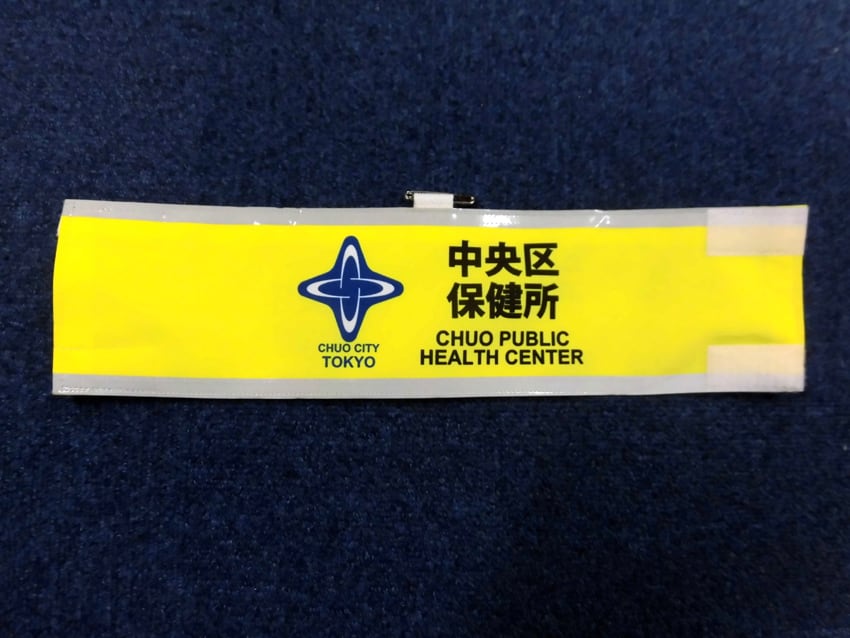 CHUO CITY
TOKYO
中央区
保健所
CHUO PUBLIC
HEALTH CENTER